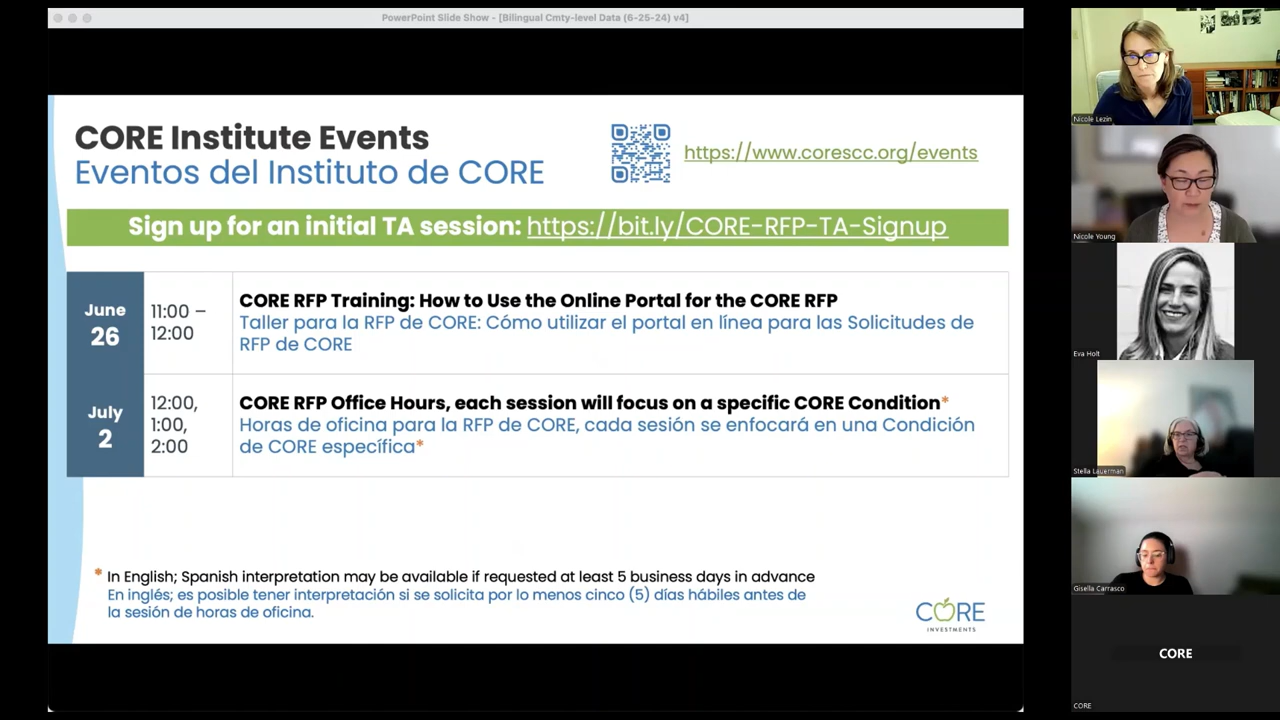 PowerPoint Slide Show - [Bilingual Cmty-level Data (6-25-24) v4]
CORE Institute Events
Eventos del Instituto de CORE
https://www.corescc.org/events
Sign up for an initial TA session: https://bit.ly/CORE-RFP-TA-Signup
June
26
11:00 –
12:00
CORE RFP Training: How to Use the Online Portal for the CORE RFP
Taller para la RFP de CORE: Cómo utilizar el portal en línea para las Solicitudes de
RFP de CORE
July
2
12:00,
1:00,
2:00
CORE RFP Office Hours, each session will focus on a specific CORE Condition*
Horas de oficina para la RFP de CORE, cada sesión se enfocará en una Condición
de CORE específica*
* In English; Spanish interpretation may be available if requested at least 5 business days in advance
En inglés; es posible tener interpretación si se solicita por lo menos cinco (5) días hábiles antes de
la sesión de horas de oficina.
CORE
INVESTMENTS
Nicole Lezin
Nicole Young
Eva Holt
Stella Lauerman
Gisella Carrasco
CORE
CORE